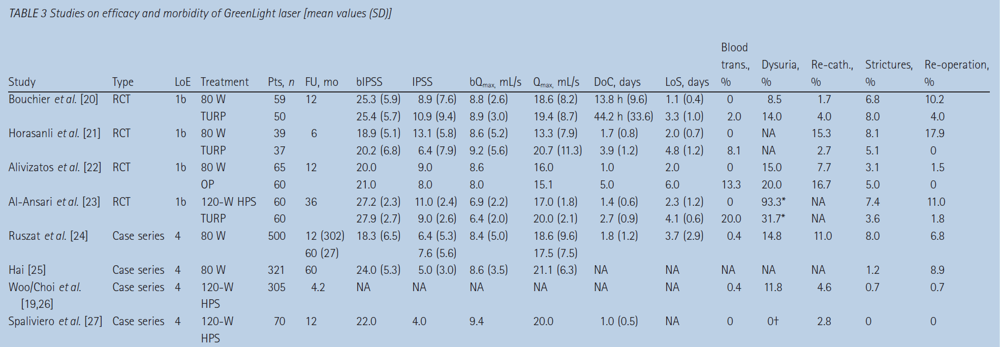 TABLE 3 Studies on efficacy and morbidity of GreenLight laser [mean values (SD)]
Blood
trans., Dysuria, Re-cath., Strictures, Re-operation,
Study Type LoE Treatment Pts, n FU, mo bIPSS IPSS bQmax, mL/s Qmax, mL/s DoC, days LoS, days % % % % %
Bouchier et al. [20] RCT 1b 80 W 59 12 25.3 (5.9) 8.9 (7.6) 8.8 (2.6) 18.6 (8.2) 13.8 h (9.6) 1.1 (0.4) 0 8.5 1.7 6.8 10.2
TURP 50 25.4 (5.7) 10.9 (9.4) 8.9 (3.0) 19.4 (8.7) 44.2 h (33.6) 3.3 (1.0) 2.0 14.0 4.0 8.0 4.0
Horasanli et al. [21] RCT 1b 80 W 39 6 18.9 (5.1) 13.1 (5.8) 8.6 (5.2) 13.3 (7.9) 1.7 (0.8) 2.0 (0.7) 0 NA 15.3 8.1 17.9
TURP 37 20.2 (6.8) 6.4 (7.9) 9.2 (5.6) 20.7 (11.3) 3.9 (1.2) 4.8 (1.2) 8.1 NA 2.7 5.1 0
Alivizatos et al. [22] RCT 1b 80 W 65 12 20.0 9.0 8.6 16.0 1.0 2.0 0 15.0 7.7 3.1 1.5
OP 60 21.0 8.0 8.0 15.1 5.0 6.0 13.3 20.0 16.7 5.0 0
Al-Ansari et al. [23] RCT 1b 120-W HPS 60 36 27.2 (2.3) 11.0 (2.4) 6.9 (2.2) 17.0 (1.8) 1.4 (0.6) 2.3 (1.2) 0 93.3* NA 7.4 11.0
TURP 60 27.9 (2.7) 9.0 (2.6) 6.4 (2.0) 20.0 (2.1) 2.7 (0.9) 4.1 (0.6) 20.0 31.7* NA 3.6 1.8
Ruszat et al. [24] Case series 4 80 W 500 12 (302) 18.3 (6.5) 6.4 (5.3) 8.4 (5.0) 18.6 (9.6) 1.8 (1.2) 3.7 (2.9) 0.4 14.8 11.0 8.0 6.8
60 (27) 7.6 (5.6) 17.5 (7.5)
Hai [25] Case series 4 80 W 321 60 24.0 (5.3) 5.0 (3.0) 8.6 (3.5) 21.1 (6.3) NA NA NA NA NA 1.2 8.9
Woo/Choi et al. Case series 4 120-W 305 4.2 NA NA NA NA NA NA 0.4 11.8 4.6 0.7 0.7
[19,26] HPS
Spaliviero et al. [27] Case series 4 120-W 70 12 22.0 4.0 9.4 20.0 1.0 (0.5) NA 0 0† 2.8 0 0
HPS